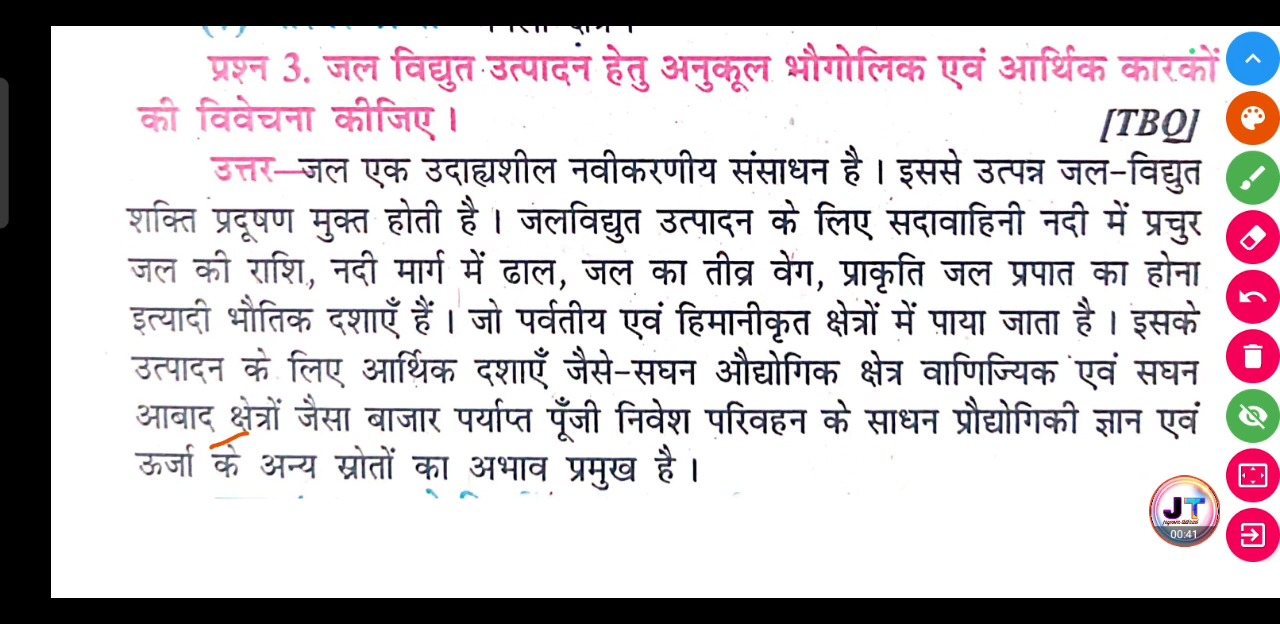 प्रश्न 3. जल विद्युत उत्पादन हेतु अनुकूल भौगोलिक एवं आर्थिक कारकों
की विवेचना कीजिए।
[TBQ]
उत्तर—जल एक उदाह्यशील नवीकरणीय संसाधन है। इससे उत्पन्न जल-विद्युत
शक्ति प्रदूषण मुक्त होती है। जलविद्युत उत्पादन के लिए सदावाहिनी नदी में प्रचुर
जल की राशि, नदी मार्ग में ढाल, जल का तीव्र वेग, प्राकृति जल प्रपात का होना
इत्यादी भौतिक दशाएँ हैं। जो पर्वतीय एवं हिमानीकृत क्षेत्रों में पाया जाता है। इसके
उत्पादन के लिए आर्थिक दशाएँ जैसे-सघन औद्योगिक क्षेत्र वाणिज्यिक एवं सघन
आबाद क्षेत्रों जैसा बाजार पर्याप्त पूँजी निवेश परिवहन के साधन प्रौद्योगिकी ज्ञान एवं
ऊर्जा के अन्य स्रोतों का अभाव प्रमुख है।
JT
00:41